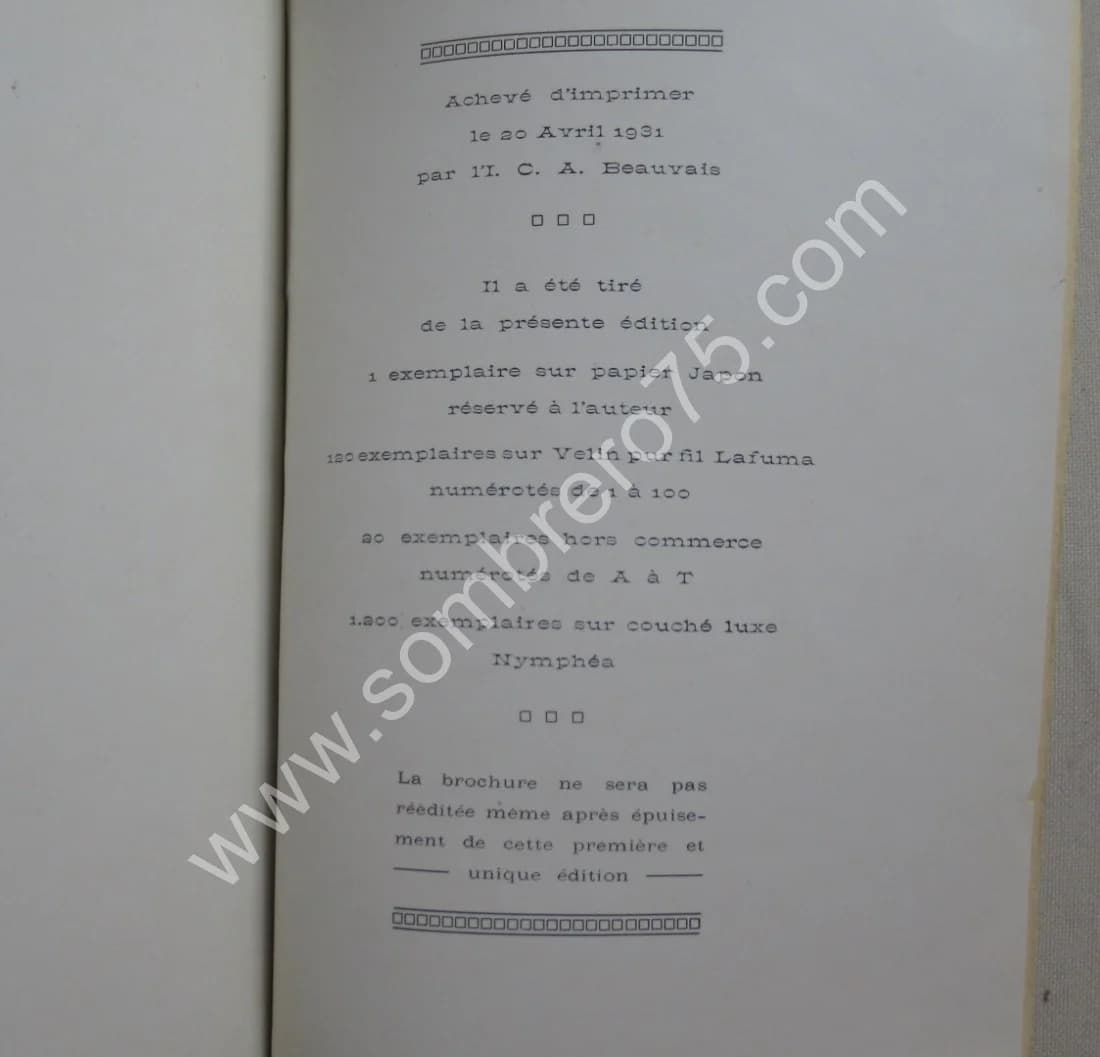 Achevé d'imprimer
le 20 Avril 1931
par l'I. C. A. Beauvais
Il a été tiré
de la présente édition
1 exemplaire sur papier Japon
réservé à l'auteur
120 exemplaires sur Velin pur fil Lafuma
numérotés de 1 à 100
20 exemplaires hors commerce
numérotés de A à T
1.200 exemplaires sur couché luxe
Nymphéa
La brochure ne sera pas
rééditée même après épuise-
ment de cette première et
unique édition
www.sombrero75.com